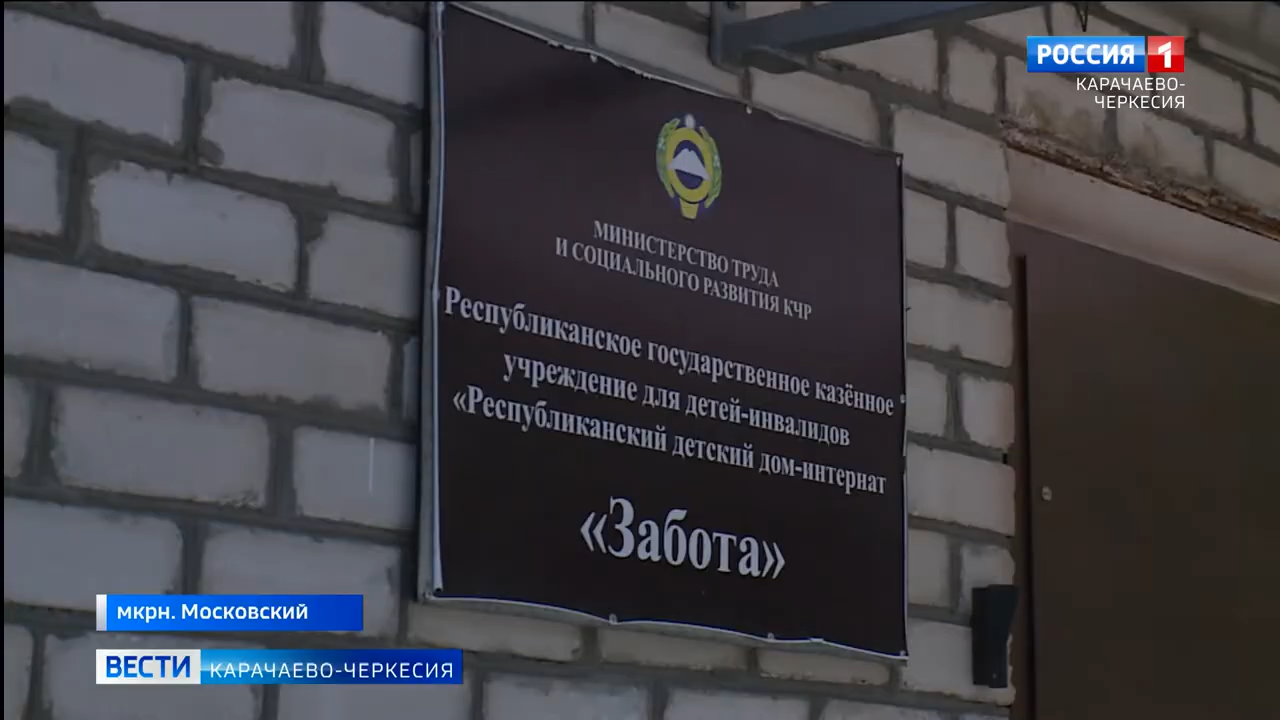 РОССИЯ 1
КАРАЧАЕВО-
ЧЕРКЕСИЯ
МИНИСТЕРСТВО ТРУДА
И СОЦИАЛЬНОГО РАЗВИТИЯ КЧР
Республиканское государственное казённое
учреждение для детей-инвалидов
«Республиканский детский дом-интернат
«Забота»
мкрн. Московский
ВЕСТИ КАРАЧАЕВО-ЧЕРКЕСИЯ